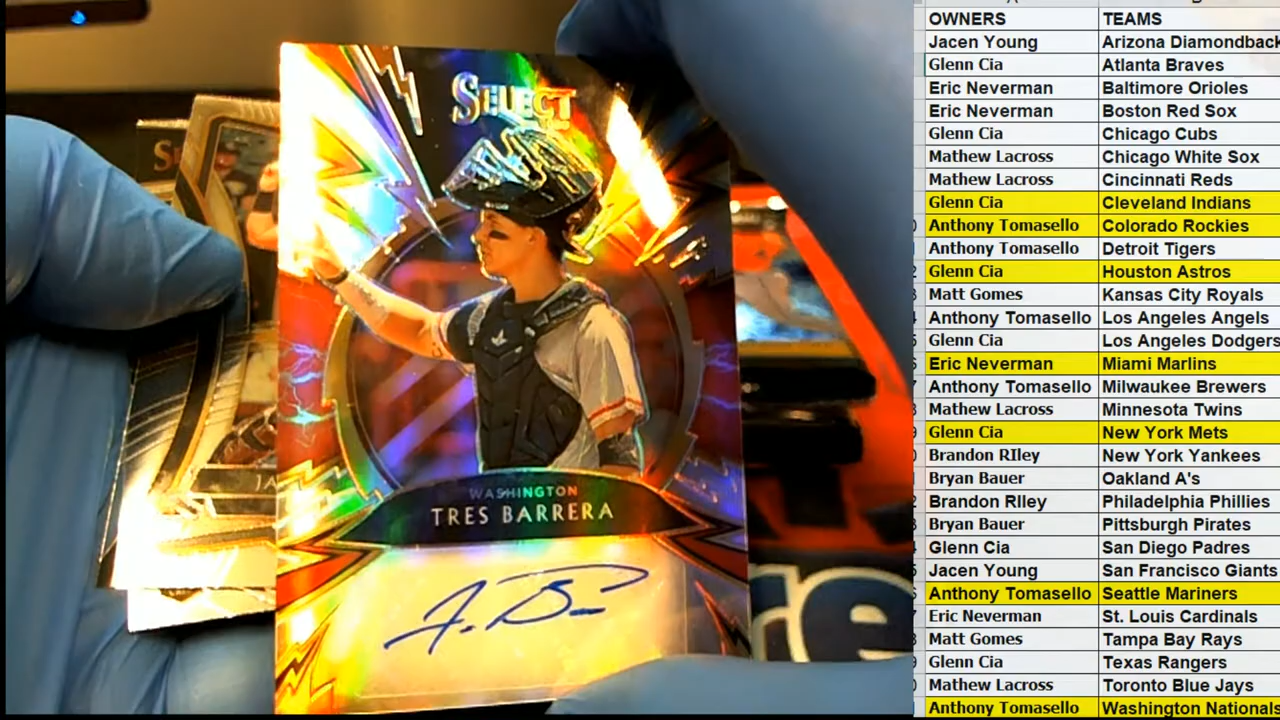 SELECT
WASHINGTON
TRES BARRERA
JA
re
OWNERS TEAMS
Jacen Young Arizona Diamondback
Glenn Cia Atlanta Braves
Eric Neverman Baltimore Orioles
Eric Neverman Boston Red Sox
Glenn Cia Chicago Cubs
Mathew Lacross Chicago White Sox
Mathew Lacross Cincinnati Reds
Glenn Cia Cleveland Indians
Anthony Tomasello Colorado Rockies
Anthony Tomasello Detroit Tigers
Glenn Cia Houston Astros
Matt Gomes Kansas City Royals
Anthony Tomasello Los Angeles Angels
Glenn Cia Los Angeles Dodgers
Eric Neverman Miami Marlins
Anthony Tomasello Milwaukee Brewers
Mathew Lacross Minnesota Twins
Glenn Cia New York Mets
Brandon RIley New York Yankees
Bryan Bauer Oakland A's
Brandon RIley Philadelphia Phillies
Bryan Bauer Pittsburgh Pirates
Glenn Cia San Diego Padres
Jacen Young San Francisco Giants
Anthony Tomasello Seattle Mariners
Eric Neverman St. Louis Cardinals
Matt Gomes Tampa Bay Rays
Glenn Cia Texas Rangers
Mathew Lacross Toronto Blue Jays
Anthony Tomasello Washington Nationals